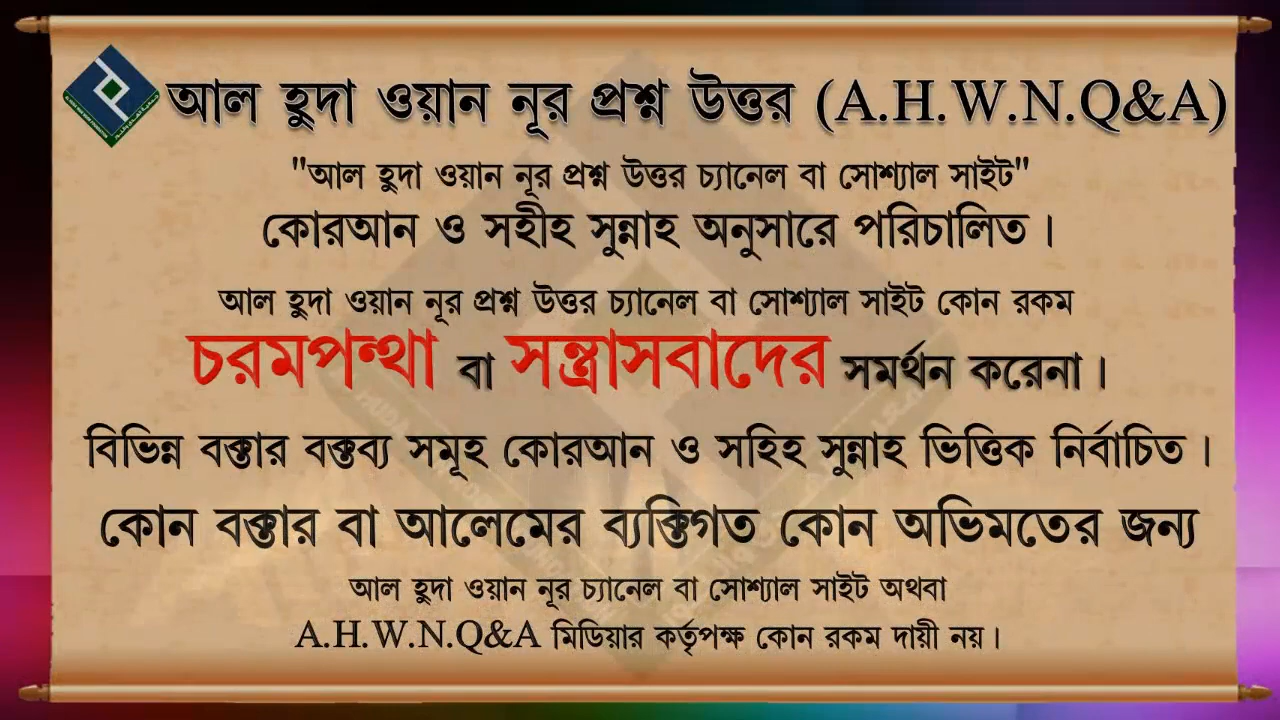 আল হুদা ওয়ান নূর প্রশ্ন উত্তর (A.H.W.N.Q&A)
"আল হুদা ওয়ান নূর প্রশ্ন উত্তর চ্যানেল বা সোশ্যাল সাইট"
কোরআন ও সহীহ সুন্নাহ অনুসারে পরিচালিত।
আল হুদা ওয়ান নূর প্রশ্ন উত্তর চ্যানেল বা সোশ্যাল সাইট কোন রকম
চরমপন্থা বা সন্ত্রাসবাদের সমর্থন করেনা।
বিভিন্ন বক্তার বক্তব্য সমূহ কোরআন ও সহিহ সুন্নাহ ভিত্তিক নির্বাচিত।
কোন বক্তার বা আলেমের ব্যক্তিগত কোন অভিমতের জন্য
আল হুদা ওয়ান নূর চ্যানেল বা সোশ্যাল সাইট অথবা
A.H.W.N.Q&A মিডিয়ার কর্তৃপক্ষ কোন রকম দায়ী নয়।